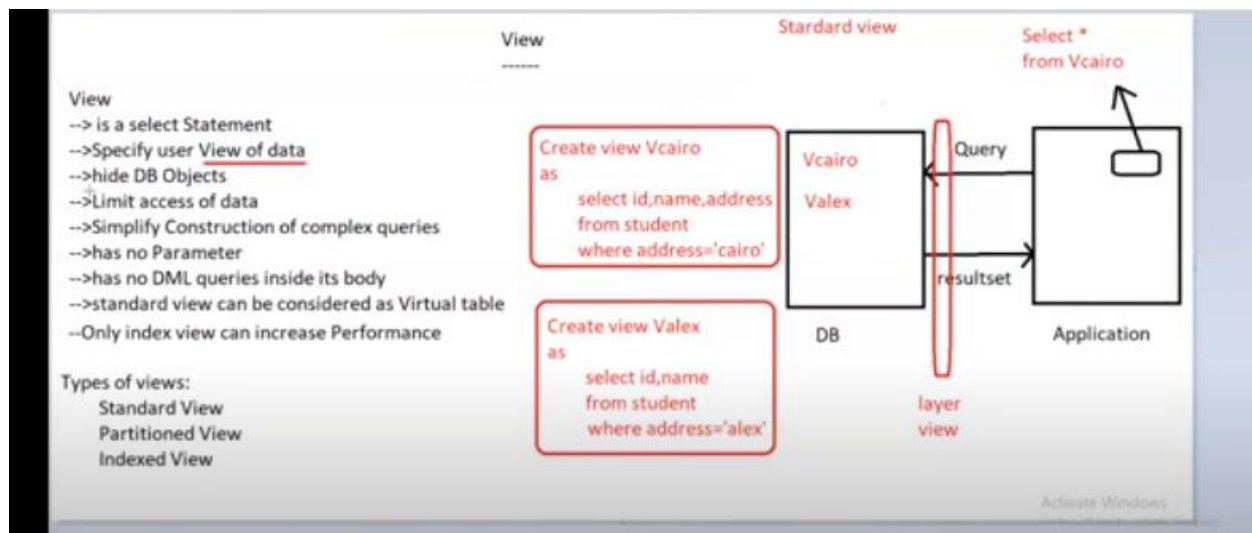 View
------
Stardard view
Select *
from Vcairo
View
--> is a select Statement
-->Specify user View of data
-->hide DB Objects
-->Limit access of data
-->Simplify Construction of complex queries
-->has no Parameter
-->has no DML queries inside its body
-->standard view can be considered as Virtual table
--Only index view can increase Performance
Types of views:
Standard View
Partitioned View
Indexed View
Create view Vcairo
as
select id,name,address
from student
where address='cairo'
Create view Valex
as
select id,name
from student
where address='alex'
Vcairo
Valex
DB
Query
resultset
layer
view
Application
Activate Windows